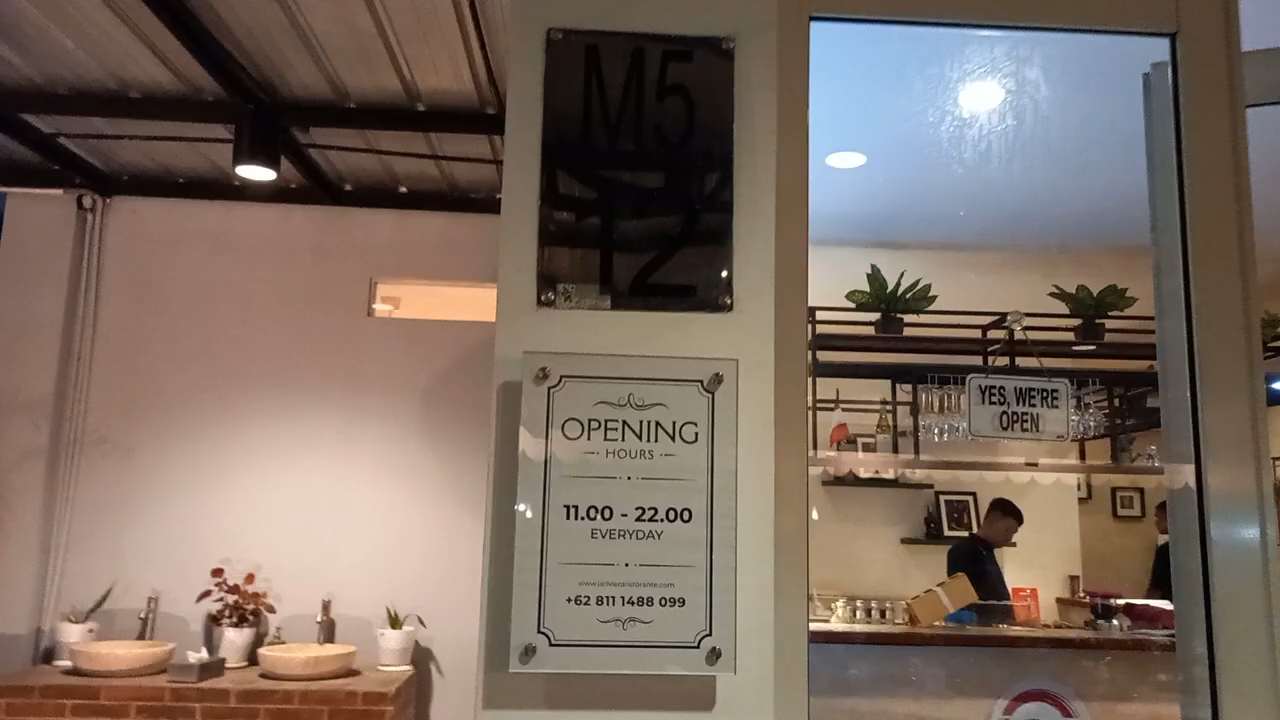 M5
12
OPENING
HOURS
11.00 - 22.00
EVERYDAY
+62 811 1488 099
YES, WE'RE
OPEN